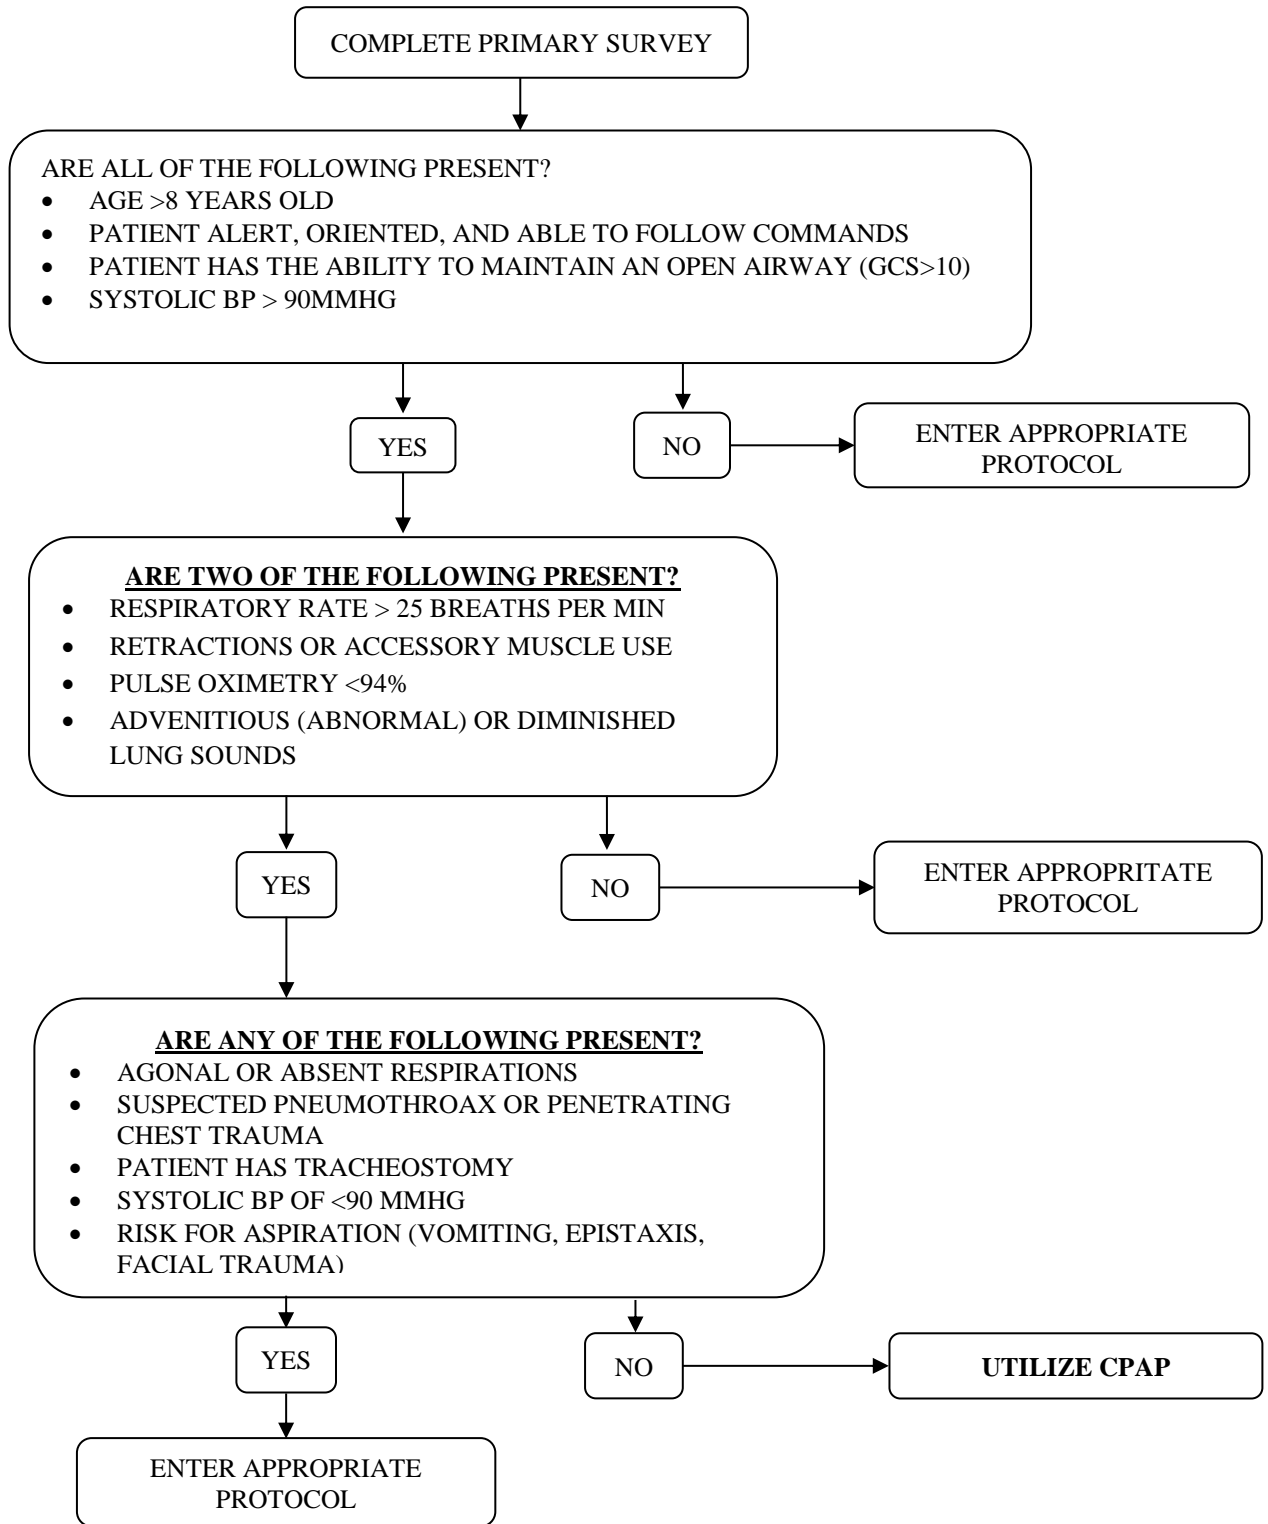 COMPLETE PRIMARY SURVEY
ARE ALL OF THE FOLLOWING PRESENT?
• AGE >8 YEARS OLD
• PATIENT ALERT, ORIENTED, AND ABLE TO FOLLOW COMMANDS
• PATIENT HAS THE ABILITY TO MAINTAIN AN OPEN AIRWAY (GCS>10)
• SYSTOLIC BP > 90MMHG
YES
NO
ENTER APPROPRIATE
PROTOCOL
ARE TWO OF THE FOLLOWING PRESENT?
• RESPIRATORY RATE > 25 BREATHS PER MIN
• RETRACTIONS OR ACCESSORY MUSCLE USE
• PULSE OXIMETRY <94%
• ADVENITIOUS (ABNORMAL) OR DIMINISHED
LUNG SOUNDS
YES
NO
ENTER APPROPRITATE
PROTOCOL
ARE ANY OF THE FOLLOWING PRESENT?
• AGONAL OR ABSENT RESPIRATIONS
• SUSPECTED PNEUMOTHROAX OR PENETRATING
CHEST TRAUMA
• PATIENT HAS TRACHEOSTOMY
• SYSTOLIC BP OF <90 MMHG
• RISK FOR ASPIRATION (VOMITING, EPISTAXIS,
FACIAL TRAUMA)
YES
NO
UTILIZE CPAP
ENTER APPROPRIATE
PROTOCOL